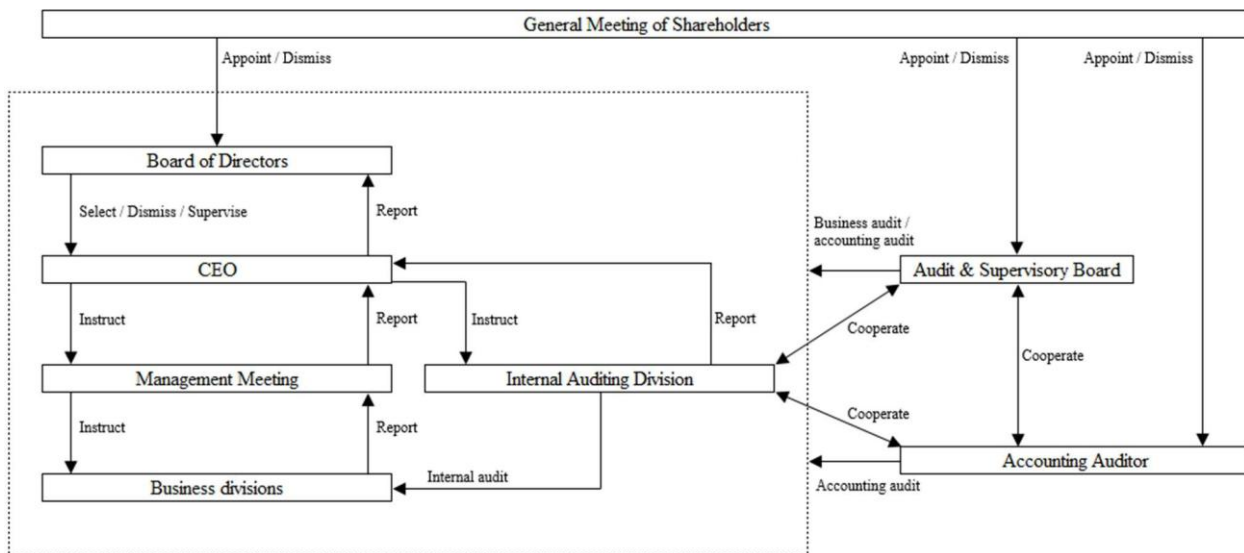 General Meeting of Shareholders
Appoint / Dismiss
Appoint / Dismiss
Appoint / Dismiss
Board of Directors
Select / Dismiss / Supervise
Report
Business audit /
accounting audit
CEO
Audit & Supervisory Board
Instruct
Report
Instruct
Report
Cooperate
Cooperate
Management Meeting
Internal Auditing Division
Cooperate
Instruct
Report
Accounting Auditor
Internal audit
Business divisions
Accounting audit